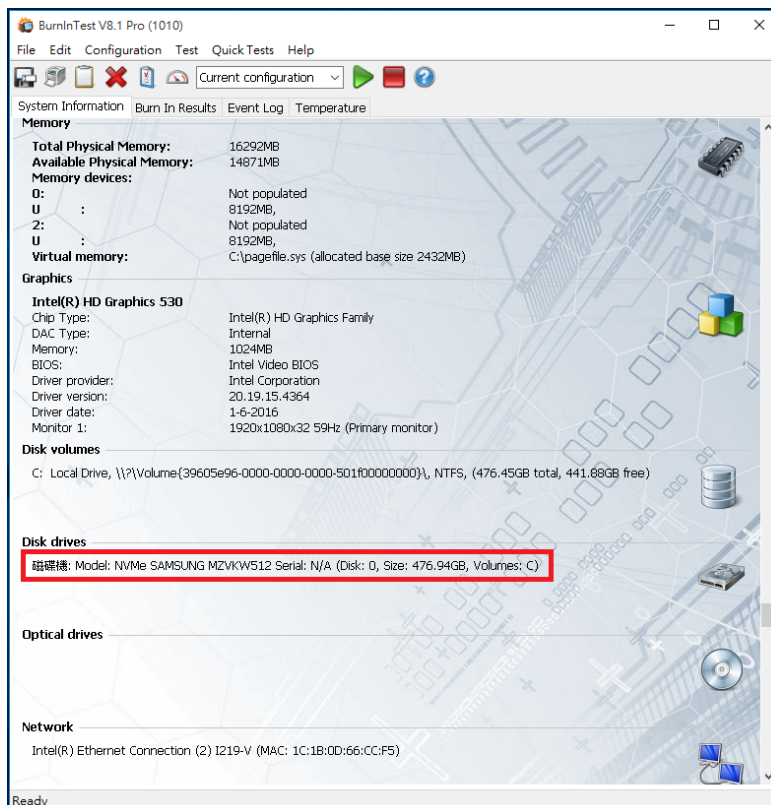 BurnInTest V8.1 Pro (1010)
File Edit Configuration Test Quick Tests Help
Current configuration
System Information Burn In Results Event Log Temperature
Memory
Total Physical Memory: 16292MB
Available Physical Memory: 14871MB
Memory devices:
0: Not populated
U : 8192MB,
2: Not populated
U : 8192MB,
Virtual memory: C:\pagefile.sys (allocated base size 2432MB)
Graphics
Intel(R) HD Graphics 530
Chip Type: Intel(R) HD Graphics Family
DAC Type: Internal
Memory: 1024MB
BIOS: Intel Video BIOS
Driver provider: Intel Corporation
Driver version: 20.19.15.4364
Driver date: 1-6-2016
Monitor 1: 1920x1080x32 59Hz (Primary monitor)
Disk volumes
C: Local Drive, \\?\Volume{39605e96-0000-0000-0000-501f00000000}\, NTFS, (476.45GB total, 441.88GB free)
Disk drives
磁碟機: Model: NVMe SAMSUNG MZVKW512 Serial: N/A (Disk: 0, Size: 476.94GB, Volumes: C)
Optical drives
Network
Intel(R) Ethernet Connection (2) I219-V (MAC: 1C:1B:0D:66:CC:F5)
Ready